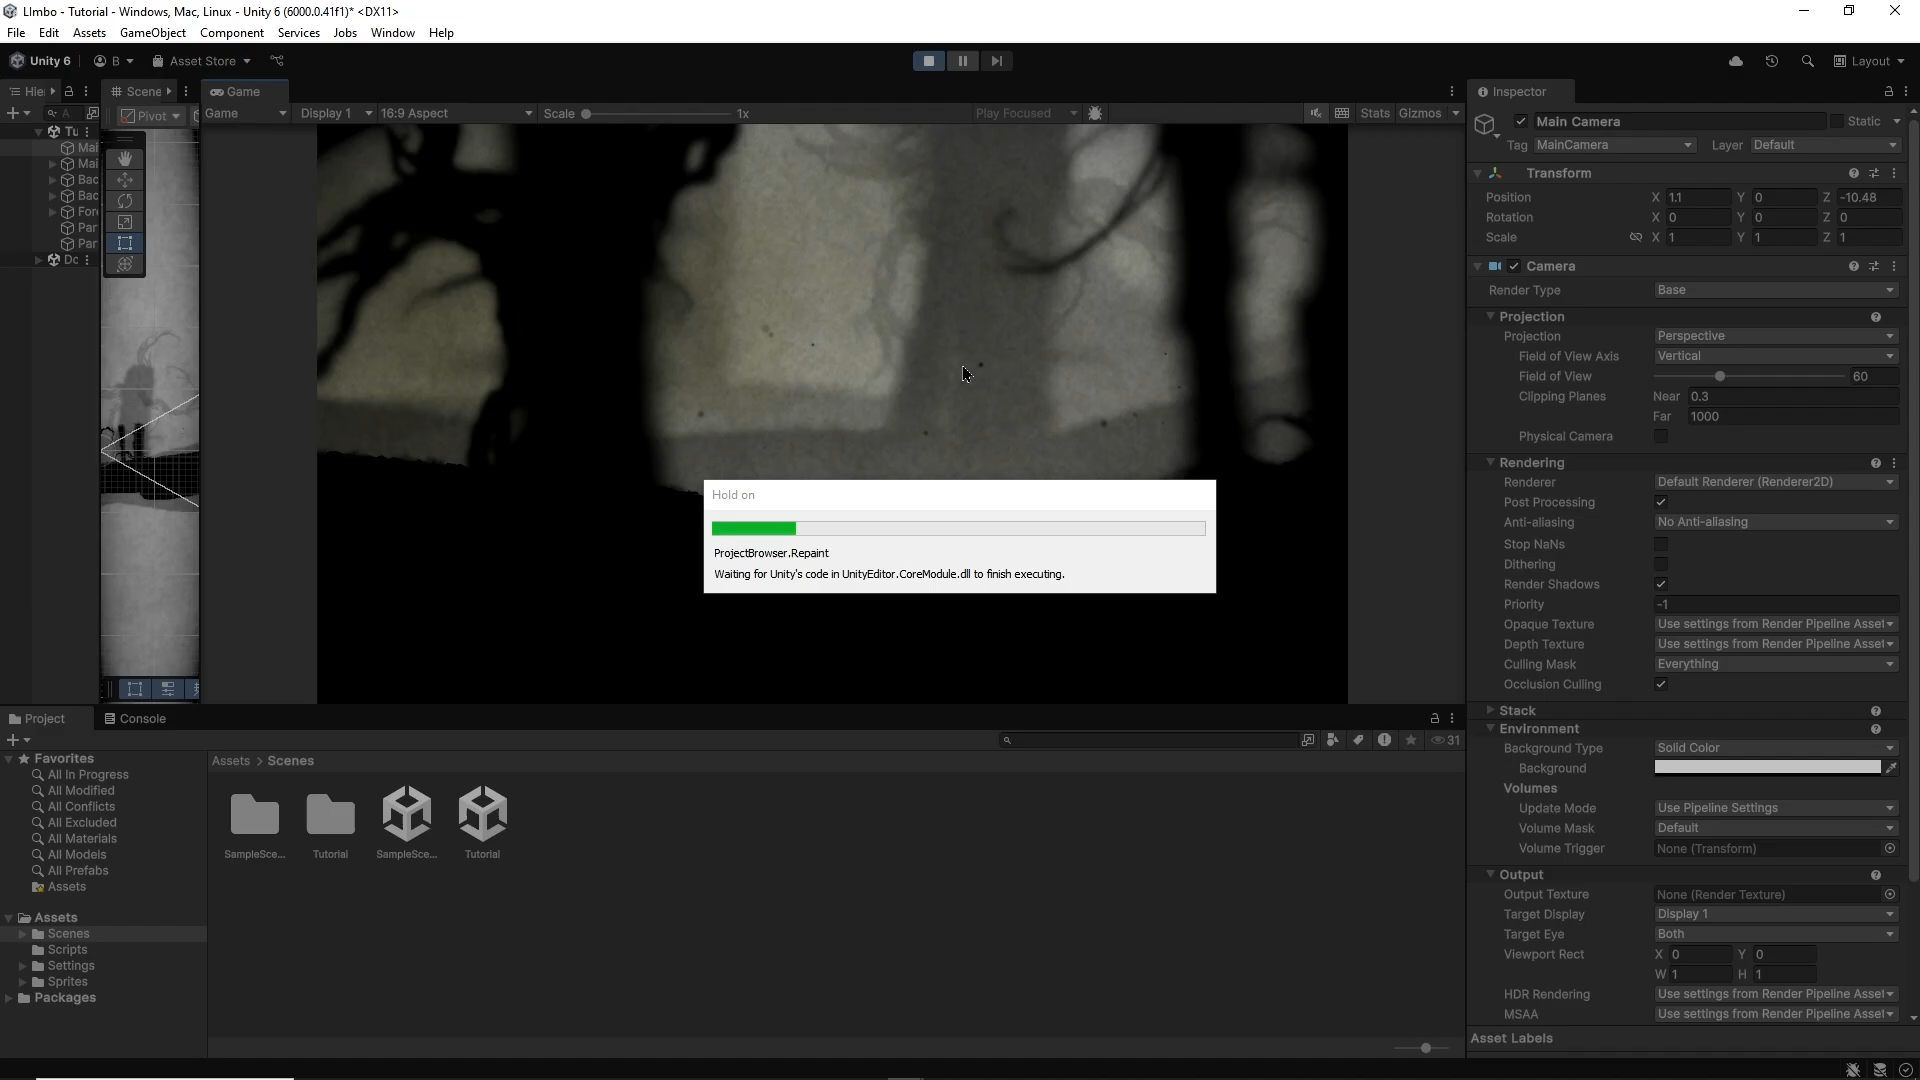 LImbo - Tutorial - Windows, Mac, Linux - Unity 6 (6000.0.41f1)* <DX11>
File Edit Assets GameObject Component Services Jobs Window Help
Unity 6 B Asset Store Layout
Hie Scene Game Inspector
A Pivot Game Display 1 16:9 Aspect Scale 1x Play Focused Stats Gizmos
Tu
Mai
Mai
Bac
Bac
For
Par
Par
Dc
Main Camera Static
Tag MainCamera Layer Default
Transform
Position X 1.1 Y 0 Z -10.48
Rotation X 0 Y 0 Z 0
Scale X 1 Y 1 Z 1
Camera
Render Type Base
Projection
Projection Perspective
Field of View Axis Vertical
Field of View 60
Clipping Planes Near 0.3
Far 1000
Physical Camera
Rendering
Renderer Default Renderer (Renderer2D)
Post Processing
Anti-aliasing No Anti-aliasing
Stop NaNs
Dithering
Render Shadows
Priority -1
Opaque Texture Use settings from Render Pipeline Asset
Depth Texture Use settings from Render Pipeline Asset
Culling Mask Everything
Occlusion Culling
Stack
Environment
Background Type Solid Color
Background
Volumes
Update Mode Use Pipeline Settings
Volume Mask Default
Volume Trigger None (Transform)
Output
Output Texture None (Render Texture)
Target Display Display 1
Target Eye Both
Viewport Rect X 0 Y 0
W 1 H 1
HDR Rendering Use settings from Render Pipeline Asset
MSAA Use settings from Render Pipeline Asset
Asset Labels
Hold on
ProjectBrowser.Repaint
Waiting for Unity's code in UnityEditor.CoreModule.dll to finish executing.
Project Console
31
Favorites
All In Progress
All Modified
All Conflicts
All Excluded
All Materials
All Models
All Prefabs
Assets
Assets
Scenes
Scripts
Settings
Sprites
Packages
Assets > Scenes
SampleSce... Tutorial SampleSce... Tutorial